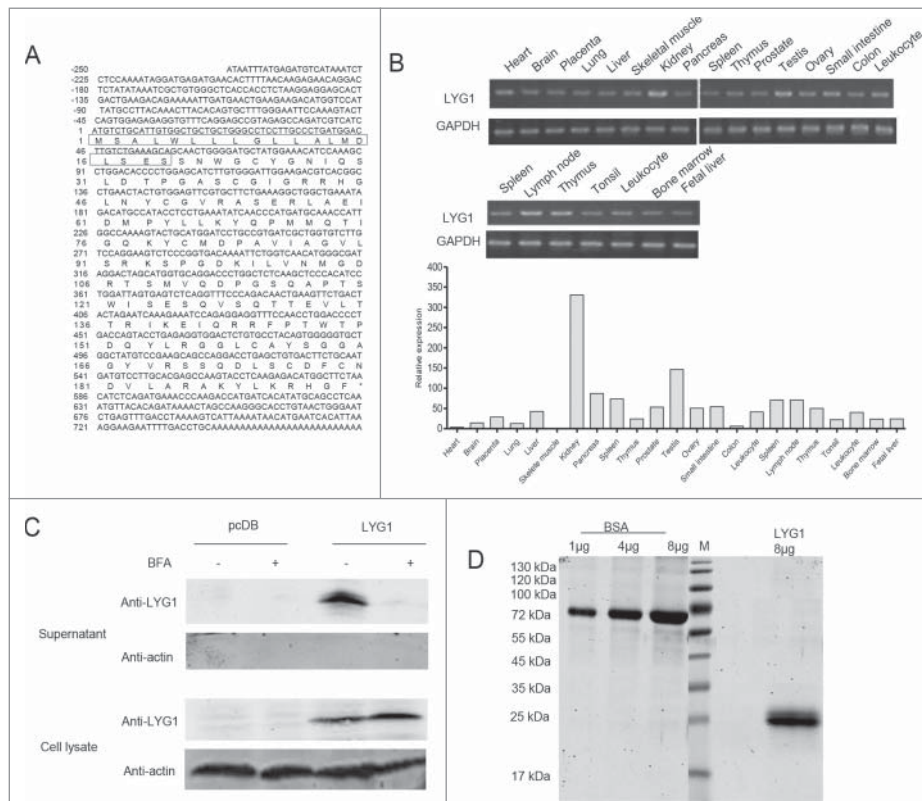 A
-250 ATAATTTATGAGATGTCATAAATCT
-225 CTCCAAAATAGGATGAGATGAACACTTTTAACAAGAGAACAGGAC
-180 TCTATATAAATCGCTGTGGGCTCACCACCTCTAAGGAGGAGCACT
-135 GACTGAAGACAGAAAAATTGATGAACTGAAGAAGACATGGTCCAT
-90 TATGCCTTACAAACTTACACAGTGCTTTGGGAATTCCAAAGTACT
-45 CAGTGGAGAGAGGTGTTTCAGGAGCCGTAGAGCCAGATCGTCATC
1 ATGTCTGCATTGTGGCTGCTGCTGGGCCTCCTTGCCCTGATGGAC
1 M S A L W L L L G L L A L M D
46 TTGTCTGAAAGCAGCAACTGGGGATGCTATGGAAACATCCAAAGC
16 L S E S S N W G C Y G N I Q S
91 CTGGACACCCCTGGAGCATCTTGTGGGATTGGAAGACGTCACGGC
31 L D T P G A S C G I G R R H G
136 CTGAACTACTGTGGAGTTCGTGCTTCTGAAAGGCTGGCTGAAATA
46 L N Y C G V R A S E R L A E I
181 GACATGCCATACCTCCTGAAATATCAACCCATGATGCAAACCATT
61 D M P Y L L K Y Q P M M Q T I
226 GGCCAAAAGTACTGCATGGATCCTGCCGTGATCGCTGGTGTCTTG
76 G Q K Y C M D P A V I A G V L
271 TCCAGGAAGTCTCCCGGTGACAAAATTCTGGTCAACATGGGCGAT
91 S R K S P G D K I L V N M G D
316 AGGACTAGCATGGTGCAGGACCCTGGCTCTCAAGCTCCCACATCC
106 R T S M V Q D P G S Q A P T S
361 TGGATTAGTGAGTCTCAGGTTTCCCAGACAACTGAAGTTCTGACT
121 W I S E S Q V S Q T T E V L T
406 ACTAGAATCAAAGAAATCCAGAGGAGGTTTCCAACCTGGACCCCT
136 T R I K E I Q R R F P T W T P
451 GACCAGTACCTGAGAGGTGGACTCTGTGCCTACAGTGGGGGTGCT
151 D Q Y L R G G L C A Y S G G A
496 GGCTATGTCCGAAGCAGCCAGGACCTGAGCTGTGACTTCTGCAAT
166 G Y V R S S Q D L S C D F C N
541 GATGTCCTTGCACGAGCCAAGTACCTCAAGAGACATGGCTTCTAA
181 D V L A R A K Y L K R H G F *
586 CATCTCAGATGAAACCCAAGACCATGATCACATATGCAGCCTCAA
631 ATGTTACACAGATAAAACTAGCCAAGGGCACCTGTAACTGGGAAT
676 CTGAGTTTGACCTAAAAGTCATTAAAATAACATGAATCACATTAA
721 AGGAAGAATTTTGACCTGCAAAAAAAAAAAAAAAAAAAAAAAAA
B
Heart Brain Placenta Lung Liver Skeletal muscle Kidney Pancreas Spleen Thymus Prostate Testis Ovary Small intestine Colon Leukocyte
LYG1
GAPDH
Spleen Lymph node Thymus Tonsil Leukocyte Bone marrow Fetal liver
LYG1
GAPDH
Relative expression
400
350
300
250
200
150
100
50
0
Heart Brain Placenta Lung Liver Skelete muscle Kidney Pancreas Spleen Thymus Prostate Testis Ovary Small intestine Colon Leukocyte Spleen Lymph node Thymus Tonsil Leukocyte Bone marrow Fetal liver
C
pcDB LYG1
BFA - + - +
Anti-LYG1
Supernatant
Anti-actin
Anti-LYG1
Cell lysate
Anti-actin
D
BSA LYG1
1μg 4μg 8μg M 8μg
130 kDa
120 kDa
100 kDa
72 kDa
55 kDa
45 kDa
35 kDa
25 kDa
17 kDa